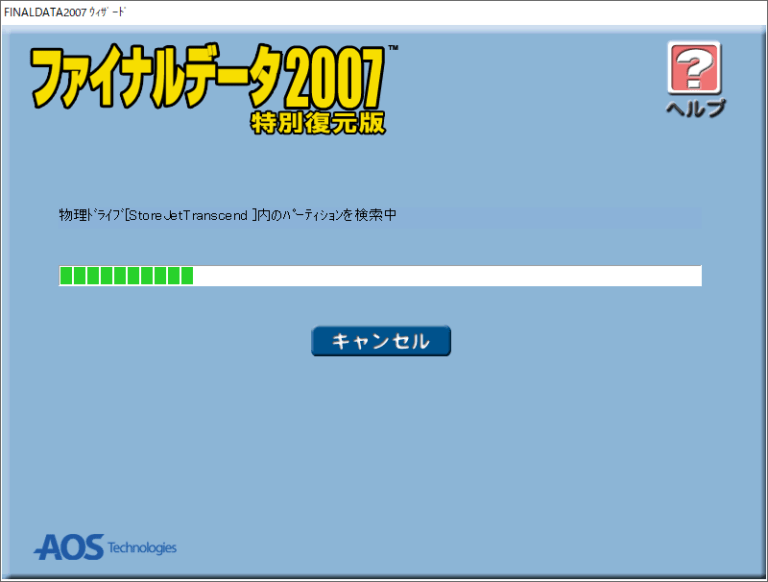 FINALDATA2007 ｳｨｻﾞｰﾄﾞ
ファイナルデータ2007™
特別復元版
?
ヘルプ
物理ﾄﾞﾗｲﾌﾞ[StoreJetTranscend ]内のﾊﾟｰﾃｨｼｮﾝを検索中
キャンセル
AOS Technologies